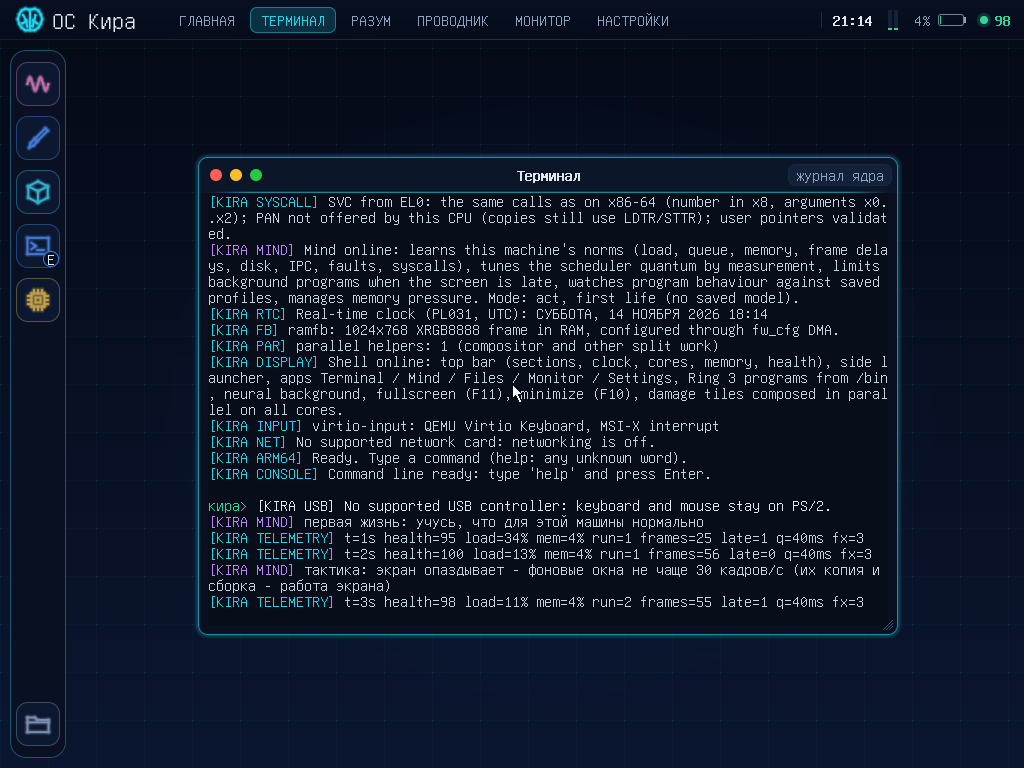 ОС Кира
ГЛАВНАЯ
ТЕРМИНАЛ
РАЗУМ
ПРОВОДНИК
МОНИТОР
НАСТРОЙКИ
21:14
4%
98
E
Терминал
журнал ядра
[KIRA SYSCALL] SVC from EL0: the same calls as on x86-64 (number in x8, arguments x0.
.x2); PAN not offered by this CPU (copies still use LDTR/STTR); user pointers validat
ed.
[KIRA MIND] Mind online: learns this machine's norms (load, queue, memory, frame dela
ys, disk, IPC, faults, syscalls), tunes the scheduler quantum by measurement, limits
background programs when the screen is late, watches program behaviour against saved
profiles, manages memory pressure. Mode: act, first life (no saved model).
[KIRA RTC] Real-time clock (PL031, UTC): СУББОТА, 14 НОЯБРЯ 2026 18:14
[KIRA FB] ramfb: 1024x768 XRGB8888 frame in RAM, configured through fw_cfg DMA.
[KIRA PAR] parallel helpers: 1 (compositor and other split work)
[KIRA DISPLAY] Shell online: top bar (sections, clock, cores, memory, health), side l
auncher, apps Terminal / Mind / Files / Monitor / Settings, Ring 3 programs from /bin
, neural background, fullscreen (F11), minimize (F10), damage tiles composed in paral
lel on all cores.
[KIRA INPUT] virtio-input: QEMU Virtio Keyboard, MSI-X interrupt
[KIRA NET] No supported network card: networking is off.
[KIRA ARM64] Ready. Type a command (help: any unknown word).
[KIRA CONSOLE] Command line ready: type 'help' and press Enter.
кира> [KIRA USB] No supported USB controller: keyboard and mouse stay on PS/2.
[KIRA MIND] первая жизнь: учусь, что для этой машины нормально
[KIRA TELEMETRY] t=1s health=95 load=34% mem=4% run=1 frames=25 late=1 q=40ms fx=3
[KIRA TELEMETRY] t=2s health=100 load=13% mem=4% run=1 frames=56 late=0 q=40ms fx=3
[KIRA MIND] тактика: экран опаздывает - фоновые окна не чаще 30 кадров/с (их копия и
сборка - работа экрана)
[KIRA TELEMETRY] t=3s health=98 load=11% mem=4% run=2 frames=55 late=1 q=40ms fx=3